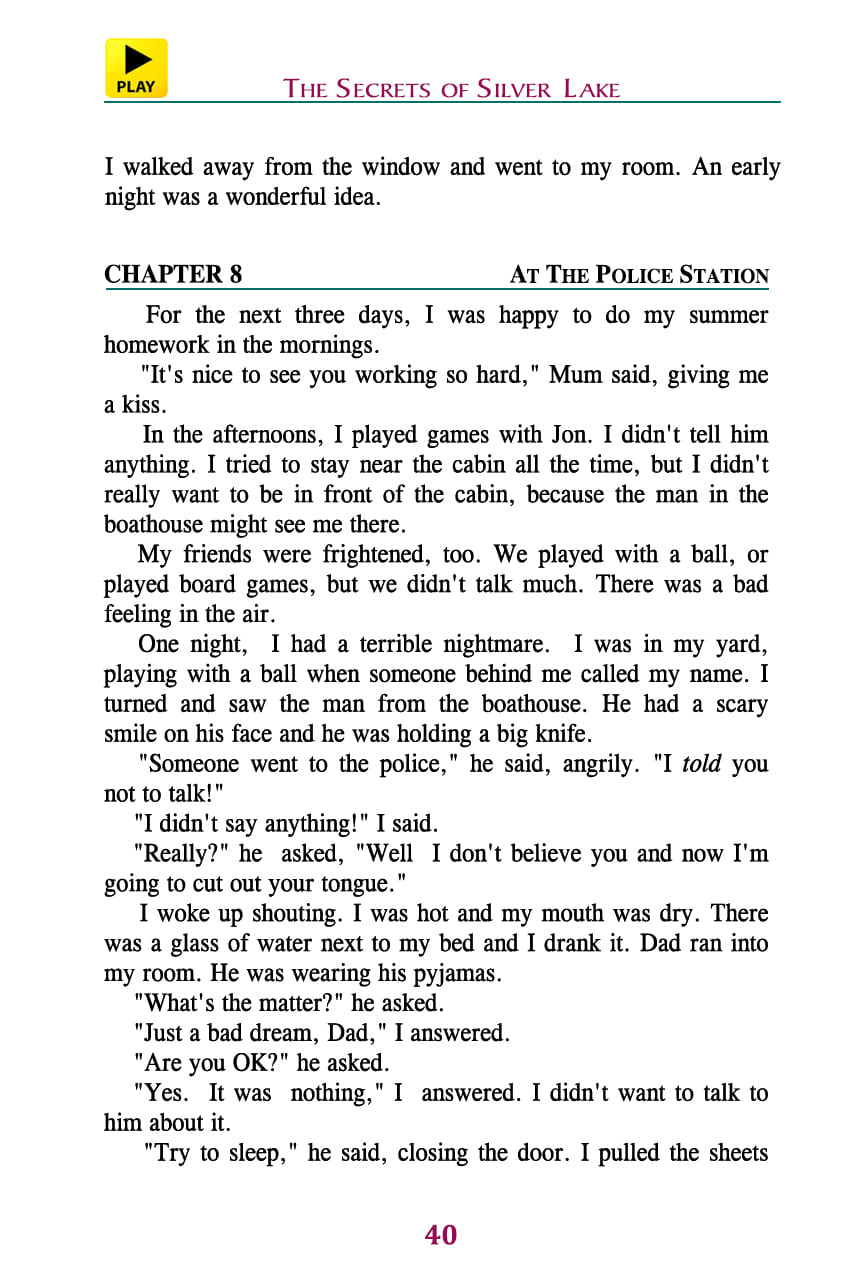 PLAY
THE SECRETS OF SILVER LAKE
I walked away from the window and went to my room. An early
night was a wonderful idea.
CHAPTER 8 AT THE POLICE STATION
For the next three days, I was happy to do my summer
homework in the mornings.
"It's nice to see you working so hard," Mum said, giving me
a kiss.
In the afternoons, I played games with Jon. I didn't tell him
anything. I tried to stay near the cabin all the time, but I didn't
really want to be in front of the cabin, because the man in the
boathouse might see me there.
My friends were frightened, too. We played with a ball, or
played board games, but we didn't talk much. There was a bad
feeling in the air.
One night, I had a terrible nightmare. I was in my yard,
playing with a ball when someone behind me called my name. I
turned and saw the man from the boathouse. He had a scary
smile on his face and he was holding a big knife.
"Someone went to the police," he said, angrily. "I told you
not to talk!"
"I didn't say anything!" I said.
"Really?" he asked, "Well I don't believe you and now I'm
going to cut out your tongue."
I woke up shouting. I was hot and my mouth was dry. There
was a glass of water next to my bed and I drank it. Dad ran into
my room. He was wearing his pyjamas.
"What's the matter?" he asked.
"Just a bad dream, Dad," I answered.
"Are you OK?" he asked.
"Yes. It was nothing," I answered. I didn't want to talk to
him about it.
"Try to sleep," he said, closing the door. I pulled the sheets
40